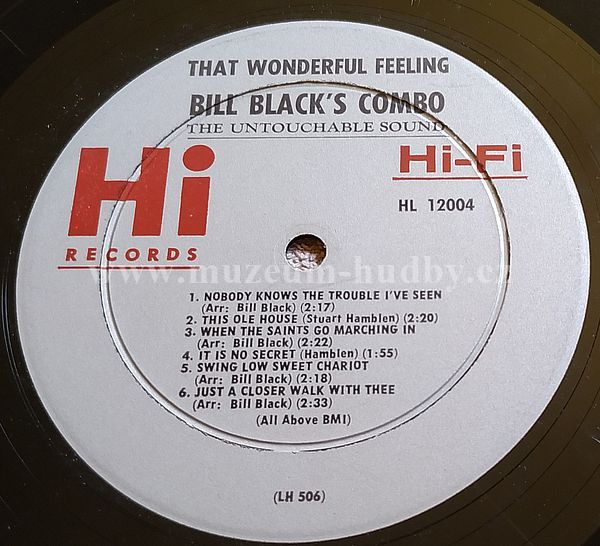 THAT WONDERFUL FEELING
BILL BLACK'S COMBO
THE UNTOUCHABLE SOUND
Hi
RECORDS
Hi-Fi
HL 12004
www.muzeum-hudby.cz
1. NOBODY KNOWS THE TROUBLE I'VE SEEN
(Arr: Bill Black) (2:17)
2. THIS OLE HOUSE (Stuart Hamblen) (2:20)
3. WHEN THE SAINTS GO MARCHING IN
(Arr: Bill Black) (2:22)
4. IT IS NO SECRET (Hamblen) (1:55)
5. SWING LOW SWEET CHARIOT
(Arr: Bill Black) (2:18)
6. JUST A CLOSER WALK WITH THEE
(Arr: Bill Black) (2:33)
(All Above BMI)
(LH 506)